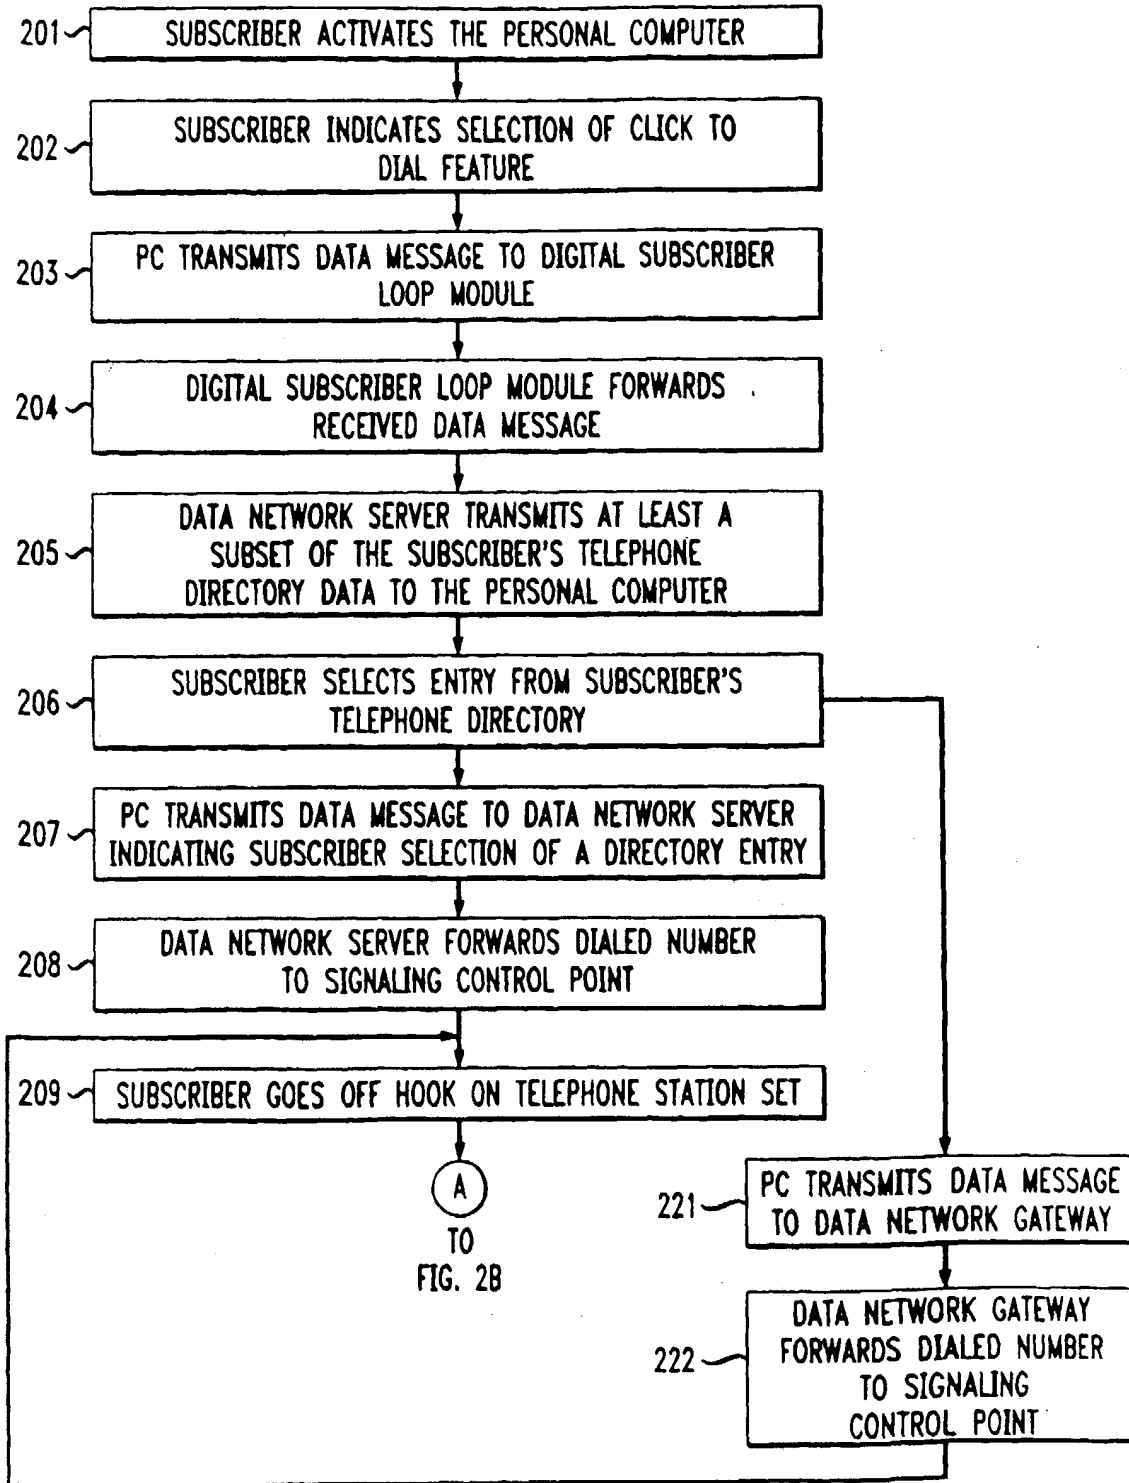 201
SUBSCRIBER ACTIVATES THE PERSONAL COMPUTER
202
SUBSCRIBER INDICATES SELECTION OF CLICK TO
DIAL FEATURE
203
PC TRANSMITS DATA MESSAGE TO DIGITAL SUBSCRIBER
LOOP MODULE
204
DIGITAL SUBSCRIBER LOOP MODULE FORWARDS
RECEIVED DATA MESSAGE
205
DATA NETWORK SERVER TRANSMITS AT LEAST A
SUBSET OF THE SUBSCRIBER'S TELEPHONE
DIRECTORY DATA TO THE PERSONAL COMPUTER
206
SUBSCRIBER SELECTS ENTRY FROM SUBSCRIBER'S
TELEPHONE DIRECTORY
207
PC TRANSMITS DATA MESSAGE TO DATA NETWORK SERVER
INDICATING SUBSCRIBER SELECTION OF A DIRECTORY ENTRY
208
DATA NETWORK SERVER FORWARDS DIALED NUMBER
TO SIGNALING CONTROL POINT
209
SUBSCRIBER GOES OFF HOOK ON TELEPHONE STATION SET
A
TO
FIG. 2B
221
PC TRANSMITS DATA MESSAGE
TO DATA NETWORK GATEWAY
222
DATA NETWORK GATEWAY
FORWARDS DIALED NUMBER
TO SIGNALING
CONTROL POINT